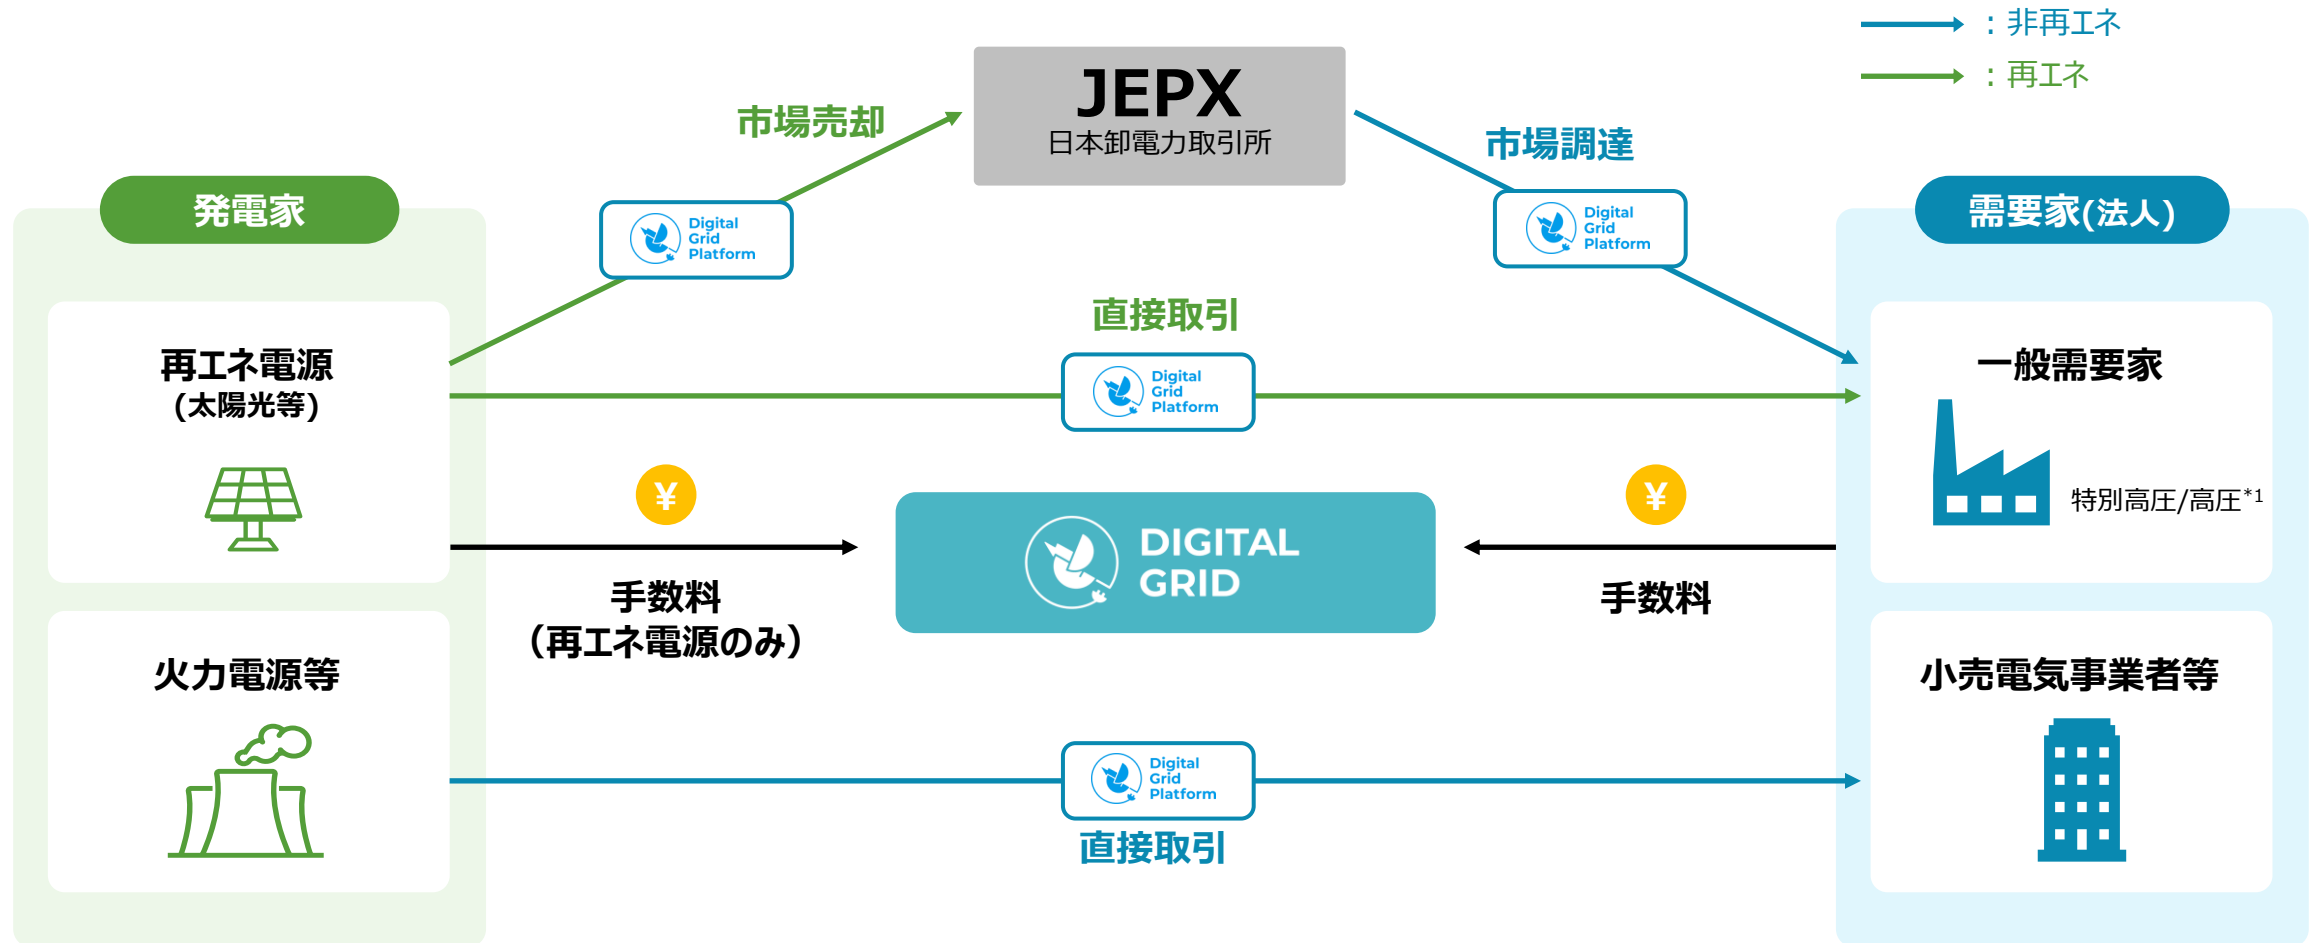 ：非再エネ
：再エネ
JEPX
日本卸電力取引所
市場売却
市場調達
発電家
需要家(法人)
Digital
Grid
Platform
Digital
Grid
Platform
直接取引
再エネ電源
(太陽光等)
Digital
Grid
Platform
一般需要家
特別高圧/高圧*1
¥
¥
DIGITAL
GRID
手数料
（再エネ電源のみ）
手数料
火力電源等
小売電気事業者等
Digital
Grid
Platform
直接取引